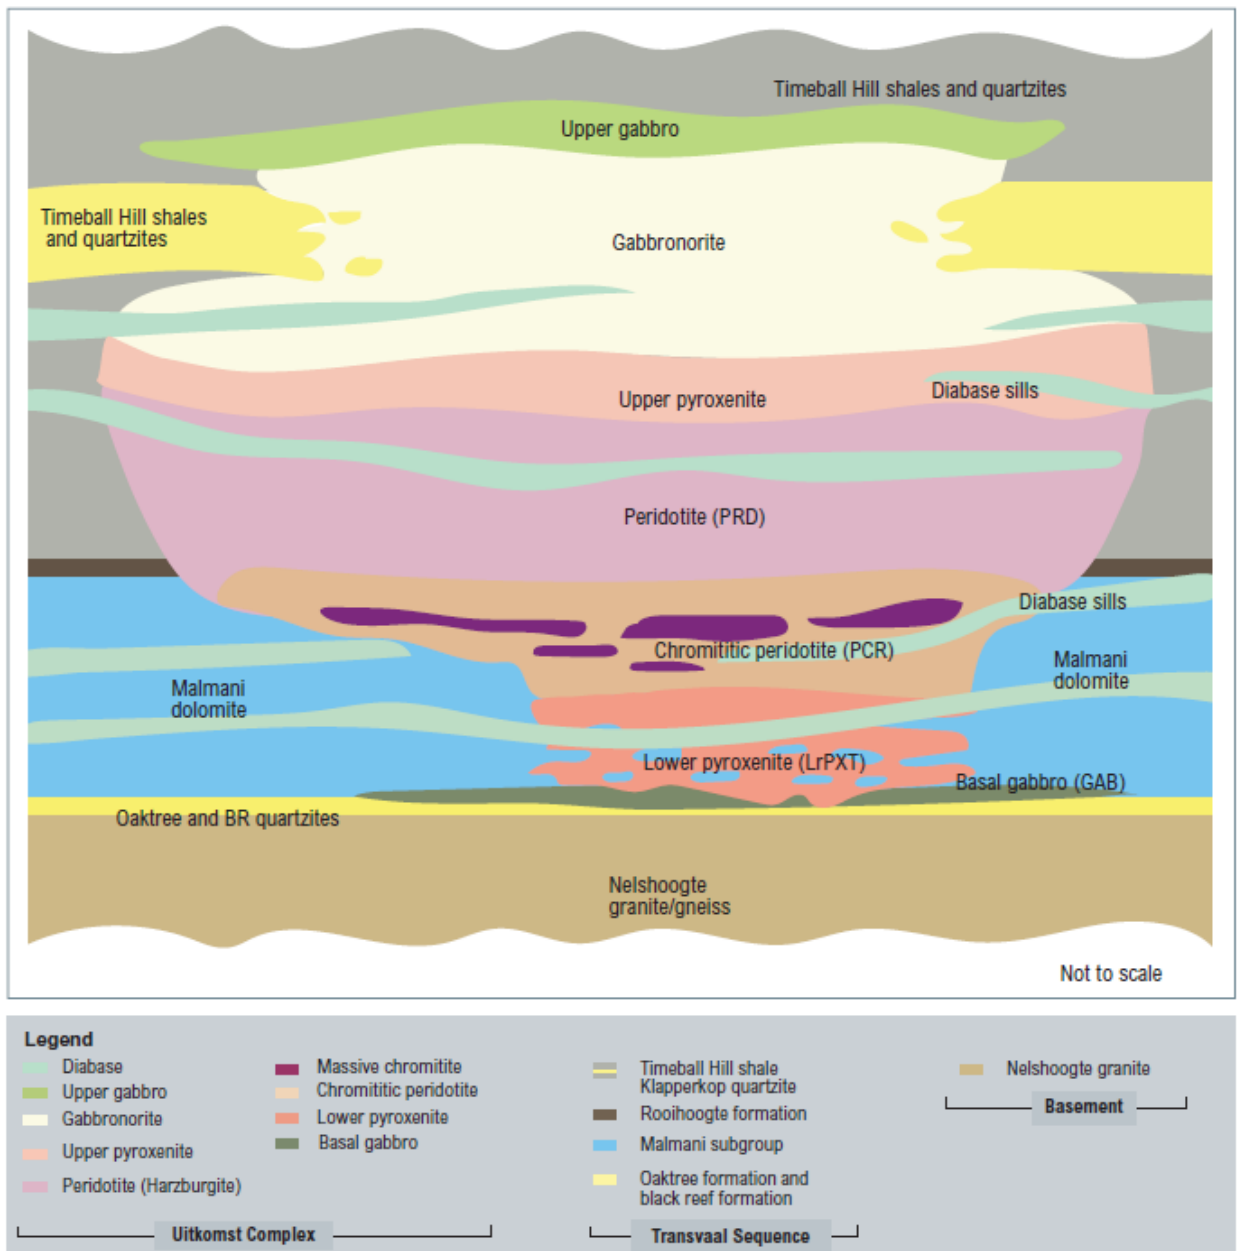 Timeball Hill shales and quartzites
Upper gabbro
Timeball Hill shales
and quartzites
Gabbronorite
Diabase sills
Upper pyroxenite
Peridotite (PRD)
Diabase sills
Chromititic peridotite (PCR)
Malmani
dolomite
Malmani
dolomite
Lower pyroxenite (LrPXT)
Basal gabbro (GAB)
Oaktree and BR quartzites
Nelshoogte
granite/gneiss
Not to scale
Legend
Diabase
Upper gabbro
Gabbronorite
Upper pyroxenite
Peridotite (Harzburgite)
Massive chromitite
Chromititic peridotite
Lower pyroxenite
Basal gabbro
Uitkomst Complex
Timeball Hill shale
Klapperkop quartzite
Rooihoogte formation
Malmani subgroup
Oaktree formation and
black reef formation
Transvaal Sequence
Nelshoogte granite
Basement